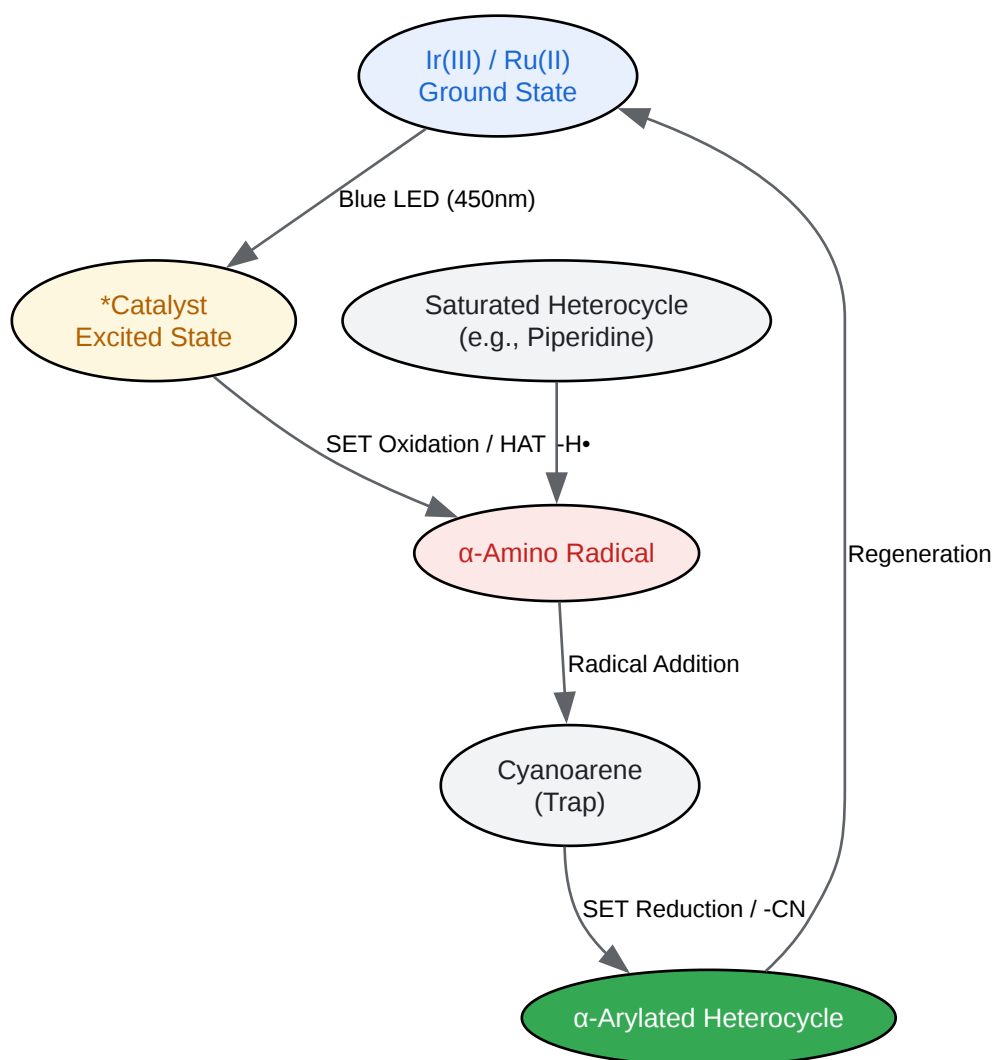 Ir(III) / Ru(II)
Ground State
Blue LED (450nm)
*Catalyst
Excited State
Saturated Heterocycle
(e.g., Piperidine)
SET Oxidation / HAT
-H•
α-Amino Radical
Regeneration
Radical Addition
Cyanoarene
(Trap)
SET Reduction / -CN
α-Arylated Heterocycle